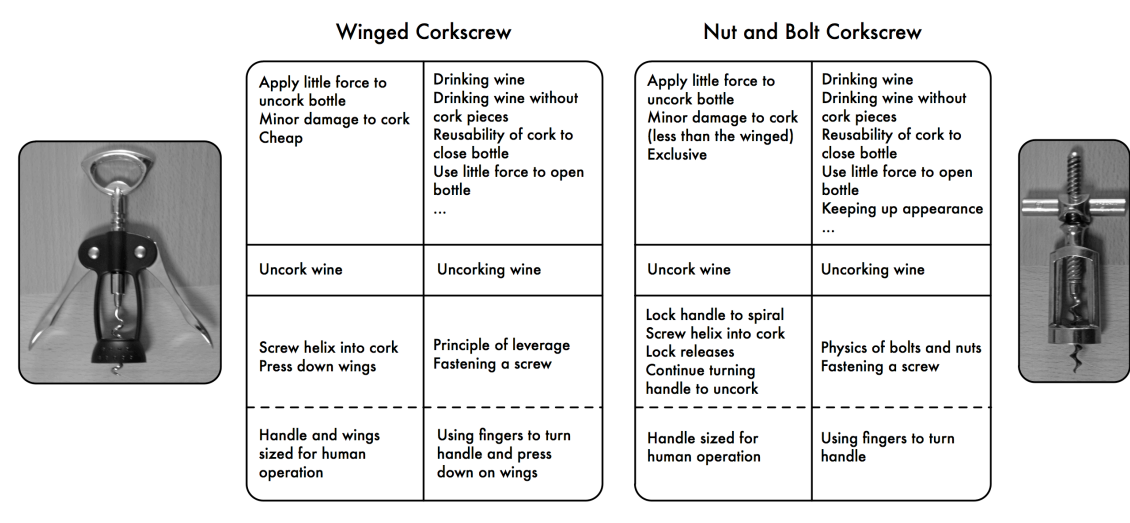 Winged Corkscrew
Apply little force to
uncork bottle
Minor damage to cork
Cheap
Drinking wine
Drinking wine without
cork pieces
Reusability of cork to
close bottle
Use little force to open
bottle
...
Uncork wine
Uncorking wine
Screw helix into cork
Press down wings
Principle of leverage
Fastening a screw
Handle and wings
sized for human
operation
Using fingers to turn
handle and press
down on wings
Nut and Bolt Corkscrew
Apply little force to
uncork bottle
Minor damage to cork
(less than the winged)
Exclusive
Drinking wine
Drinking wine without
cork pieces
Reusability of cork to
close bottle
Use little force to open
bottle
Keeping up appearance
...
Uncork wine
Uncorking wine
Lock handle to spiral
Screw helix into cork
Lock releases
Continue turning
handle to uncork
Physics of bolts and nuts
Fastening a screw
Handle sized for
human operation
Using fingers to turn
handle